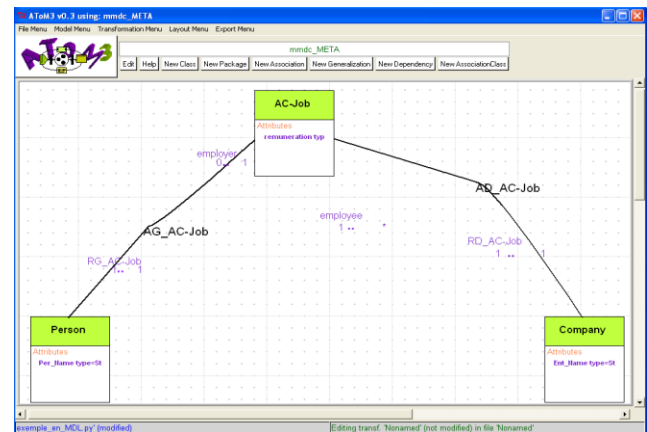 AToM3 v0.3 using: mmdc_META
File Menu Model Menu Transformation Menu Layout Menu Export Menu
mmdc_META
Edit Help New Class New Package New Association New Generalization New Dependency New AssociationClass
AC-Job
Attributes
remuneration typ
employer
0.. 1
AD_AC-Job
employee
1 .. *
AG_AC-Job
RD_AC-Job
1 .. 1
RG_AC-Job
1.. 1
Person
Attributes
Per_Name type=St
Company
Attributes
Ent_Name type=St
exemple_en_MDL.py' (modified)
Editing transf. 'Nonamed' (not modified) in file 'Nonamed'